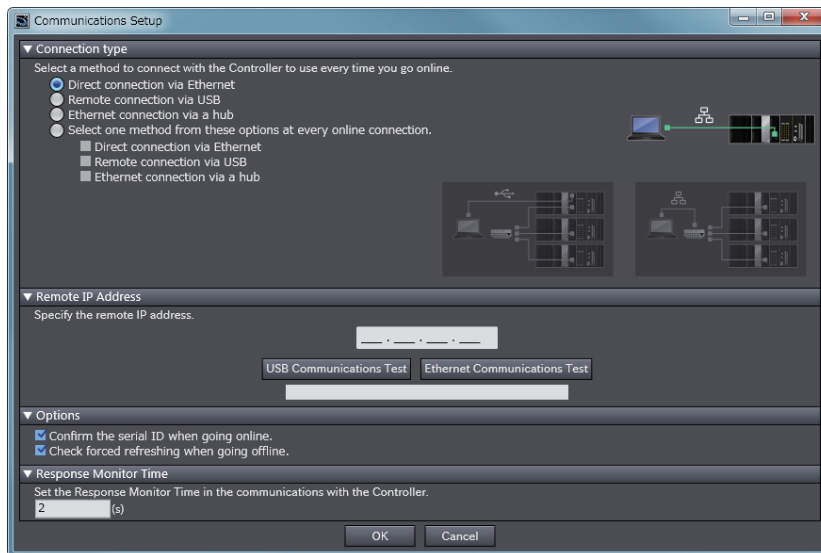 Communications Setup
▼ Connection type
Select a method to connect with the Controller to use every time you go online.
Direct connection via Ethernet
Remote connection via USB
Ethernet connection via a hub
Select one method from these options at every online connection.
Direct connection via Ethernet
Remote connection via USB
Ethernet connection via a hub
▼ Remote IP Address
Specify the remote IP address.
___ . ___ . ___ . ___
USB Communications Test Ethernet Communications Test
▼ Options
Confirm the serial ID when going online.
Check forced refreshing when going offline.
▼ Response Monitor Time
Set the Response Monitor Time in the communications with the Controller.
2 (s)
OK Cancel